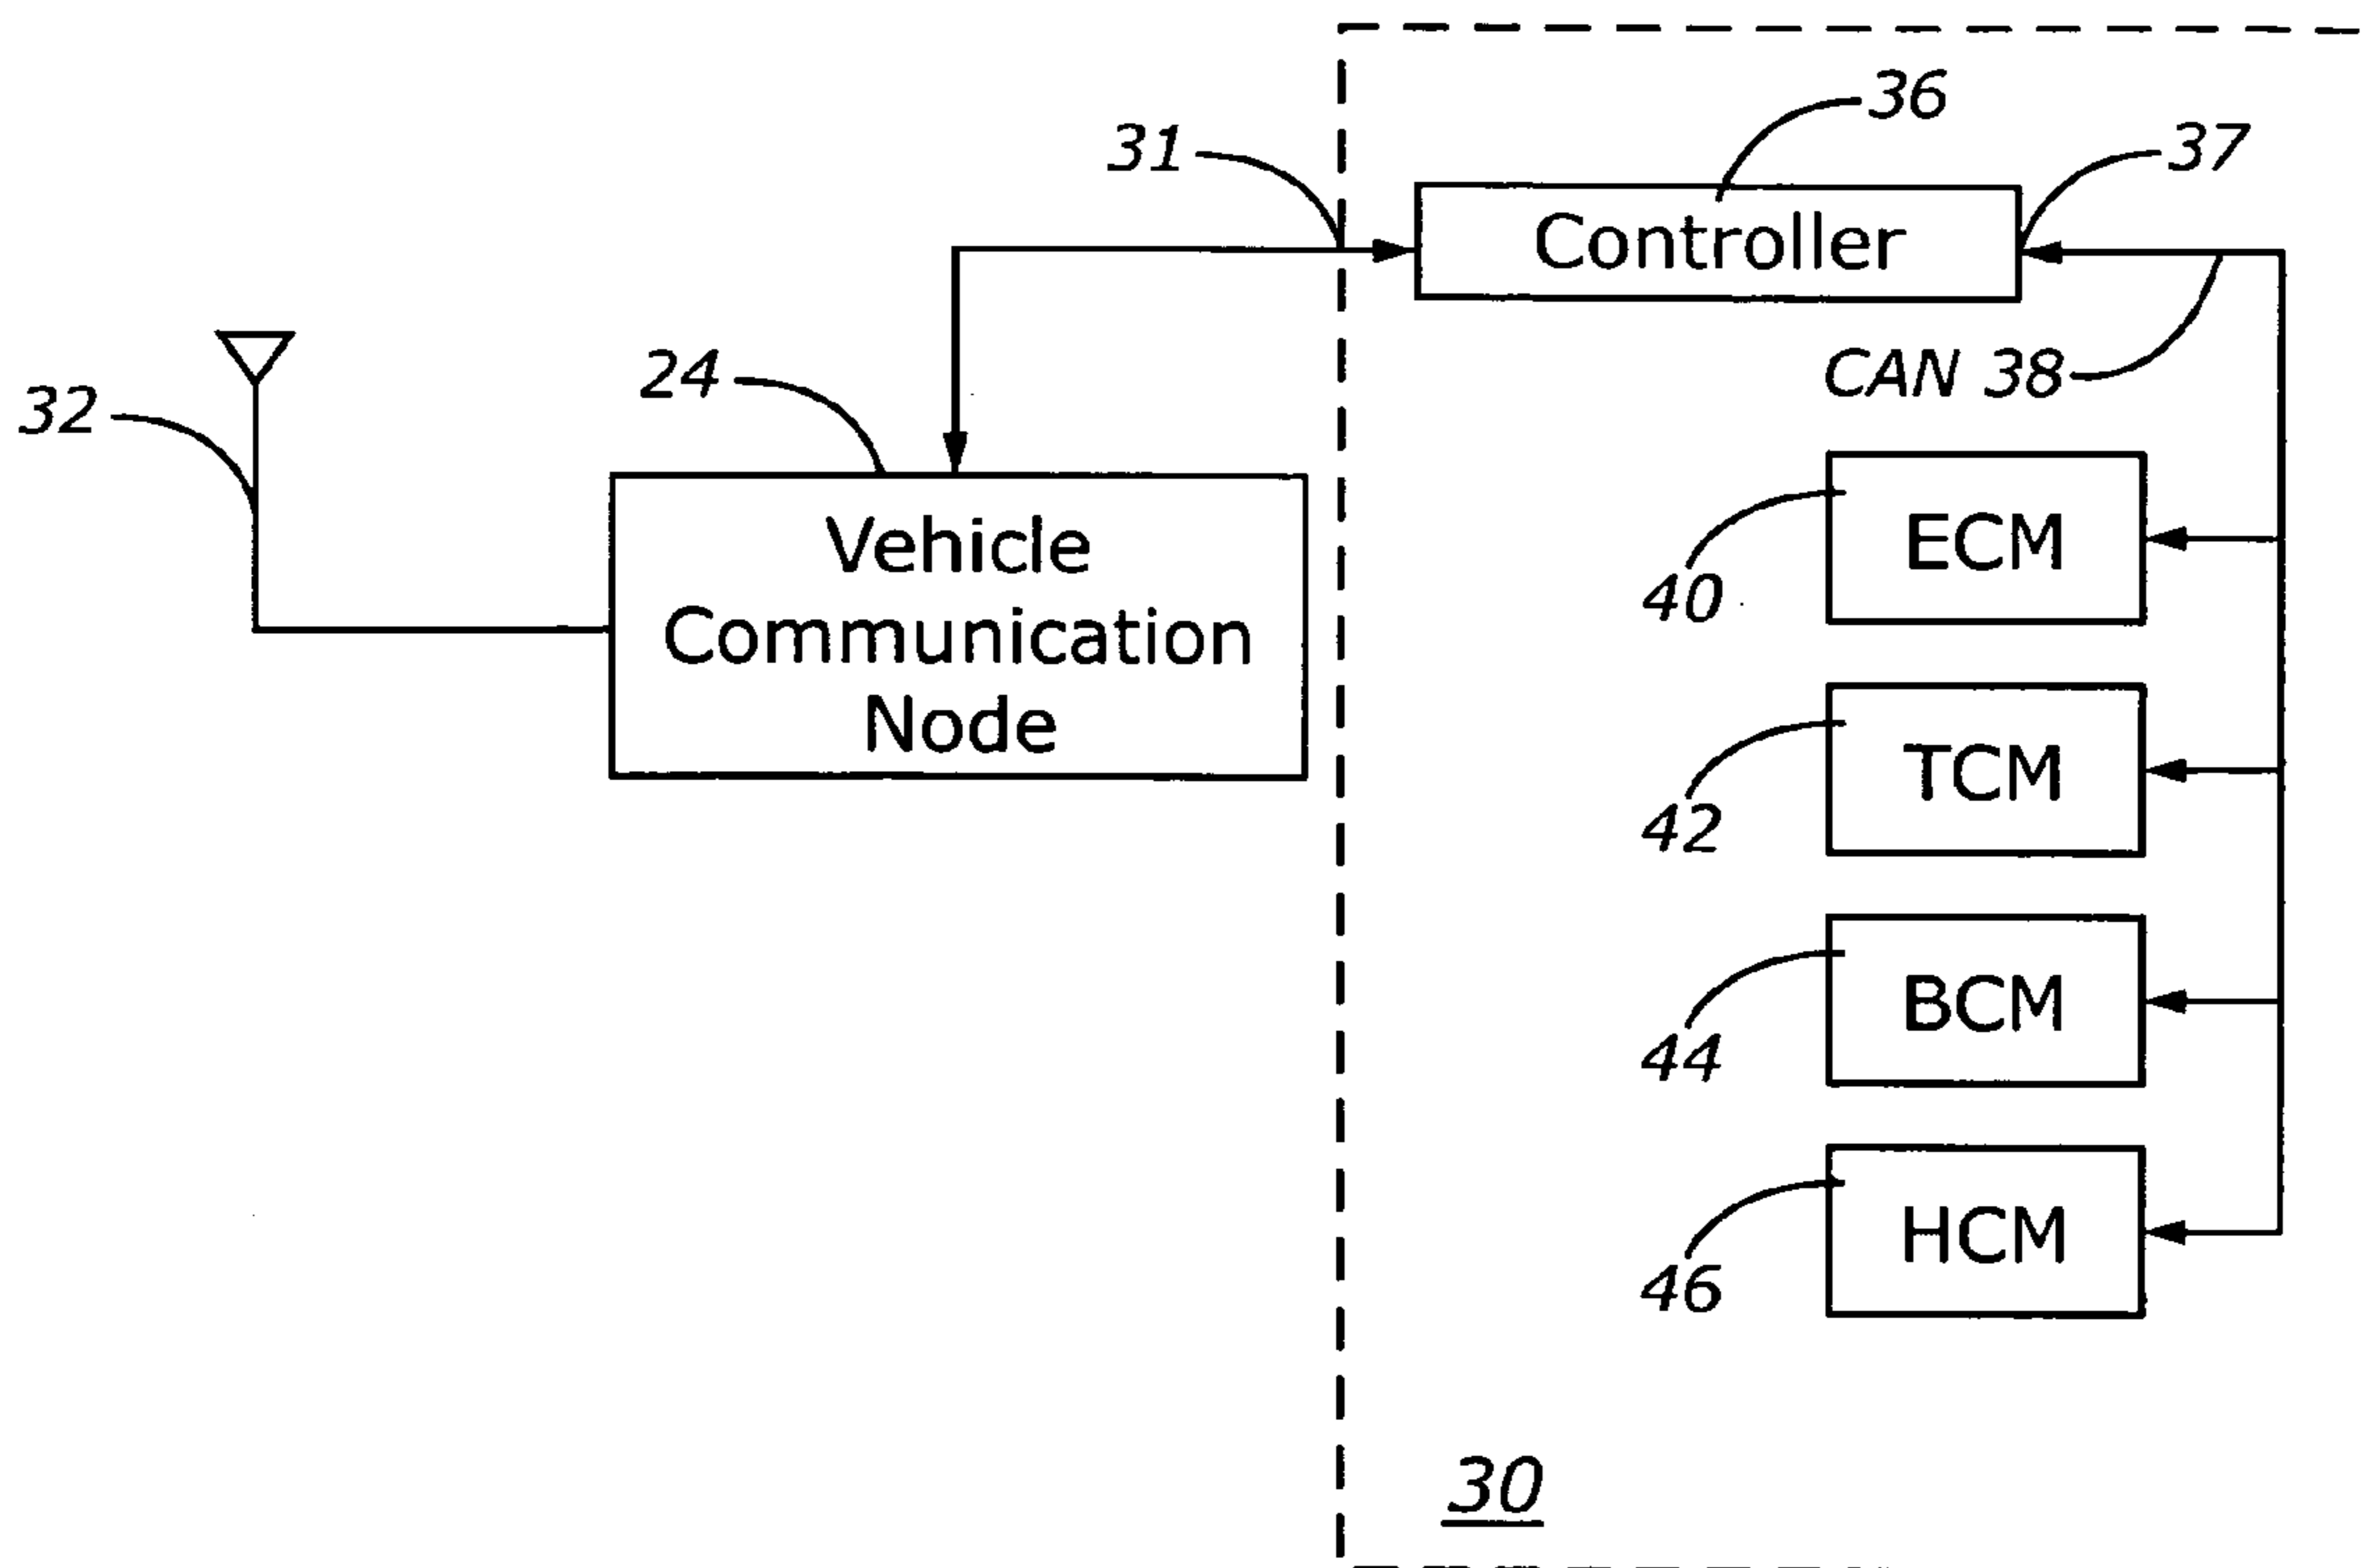 36
31
37
Controller
24
CAN 38
32
Vehicle
Communication
Node
ECM
40
TCM
42
BCM
44
HCM
46
30